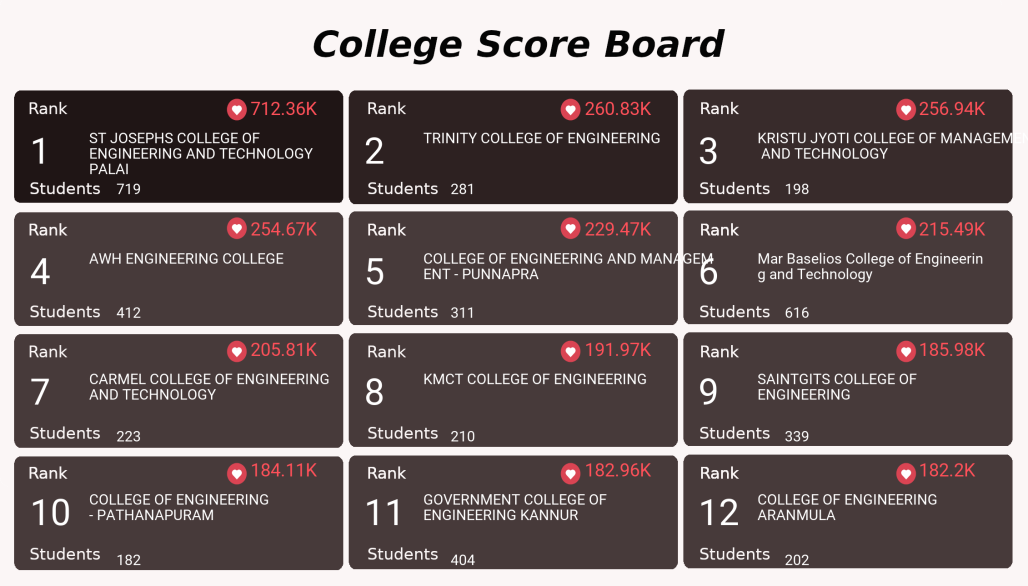 College Score Board
Rank
712.36K
1
ST JOSEPHS COLLEGE OF
ENGINEERING AND TECHNOLOGY
PALAI
Students 719
Rank
260.83K
2
TRINITY COLLEGE OF ENGINEERING
Students 281
Rank
256.94K
3
KRISTU JYOTI COLLEGE OF MANAGEM
AND TECHNOLOGY
Students 198
Rank
254.67K
4
AWH ENGINEERING COLLEGE
Students 412
Rank
229.47K
5
COLLEGE OF ENGINEERING AND MANAGEM
ENT - PUNNAPRA
Students 311
Rank
215.49K
6
Mar Baselios College of Engineerin
g and Technology
Students 616
Rank
205.81K
7
CARMEL COLLEGE OF ENGINEERING
AND TECHNOLOGY
Students 223
Rank
191.97K
8
KMCT COLLEGE OF ENGINEERING
Students 210
Rank
185.98K
9
SAINTGITS COLLEGE OF
ENGINEERING
Students 339
Rank
184.11K
10
COLLEGE OF ENGINEERING
- PATHANAPURAM
Students 182
Rank
182.96K
11
GOVERNMENT COLLEGE OF
ENGINEERING KANNUR
Students 404
Rank
182.2K
12
COLLEGE OF ENGINEERING
ARANMULA
Students 202